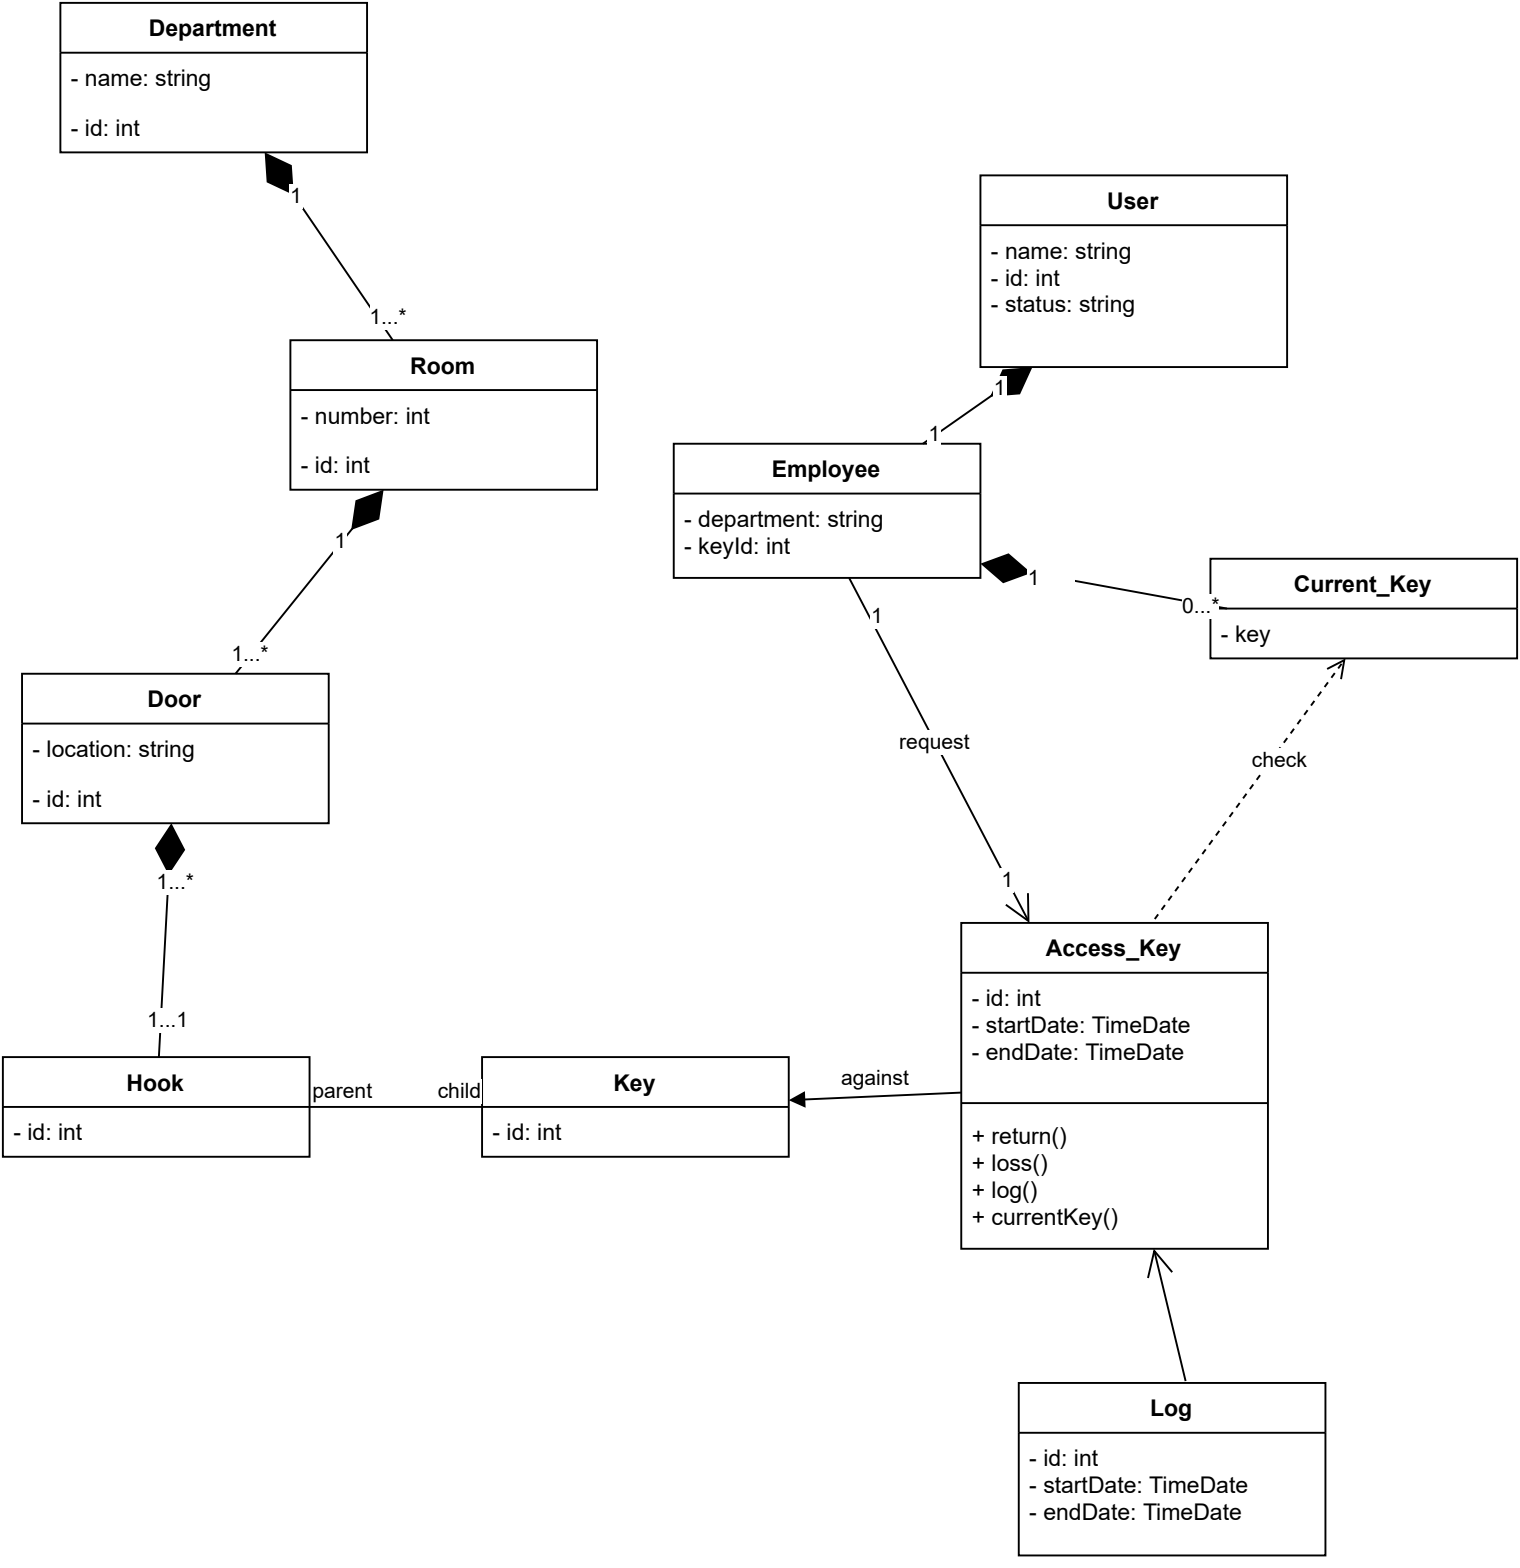 Department
- name: string
- id: int
1
1...*
Room
- number: int
- id: int
1
1...*
Door
- location: string
- id: int
1...*
1...1
Hook
- id: int
parent
child
Key
- id: int
against
User
- name: string
- id: int
- status: string
1
1
Employee
- department: string
- keyId: int
1
0...*
Current_Key
- key
1
request
1
check
Access_Key
- id: int
- startDate: TimeDate
- endDate: TimeDate
+ return()
+ loss()
+ log()
+ currentKey()
Log
- id: int
- startDate: TimeDate
- endDate: TimeDate